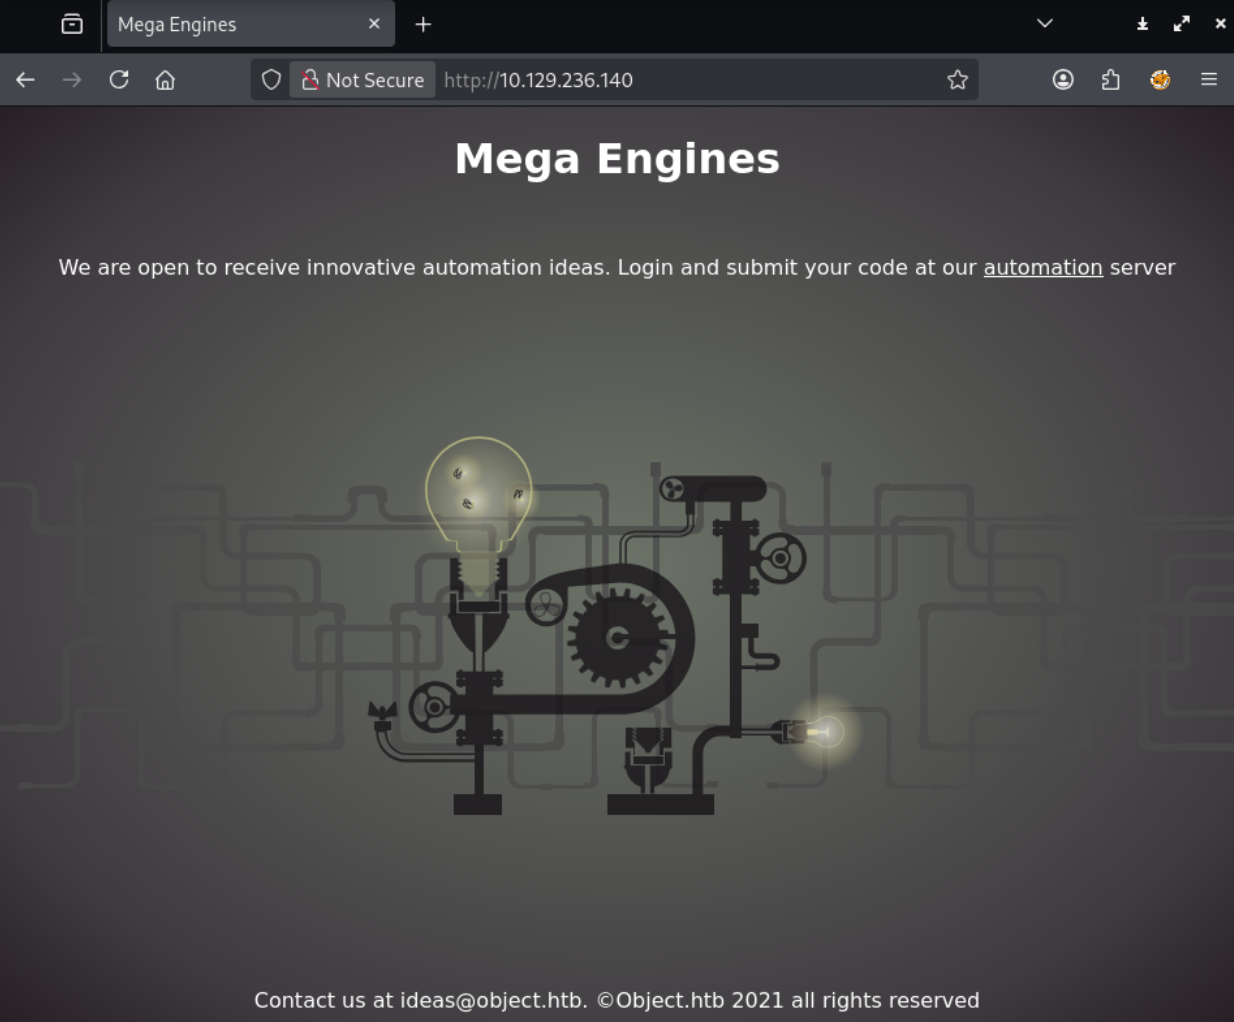 Mega Engines
Not Secure http://10.129.236.140
Mega Engines
We are open to receive innovative automation ideas. Login and submit your code at our automation server
Contact us at ideas@object.htb. ©Object.htb 2021 all rights reserved